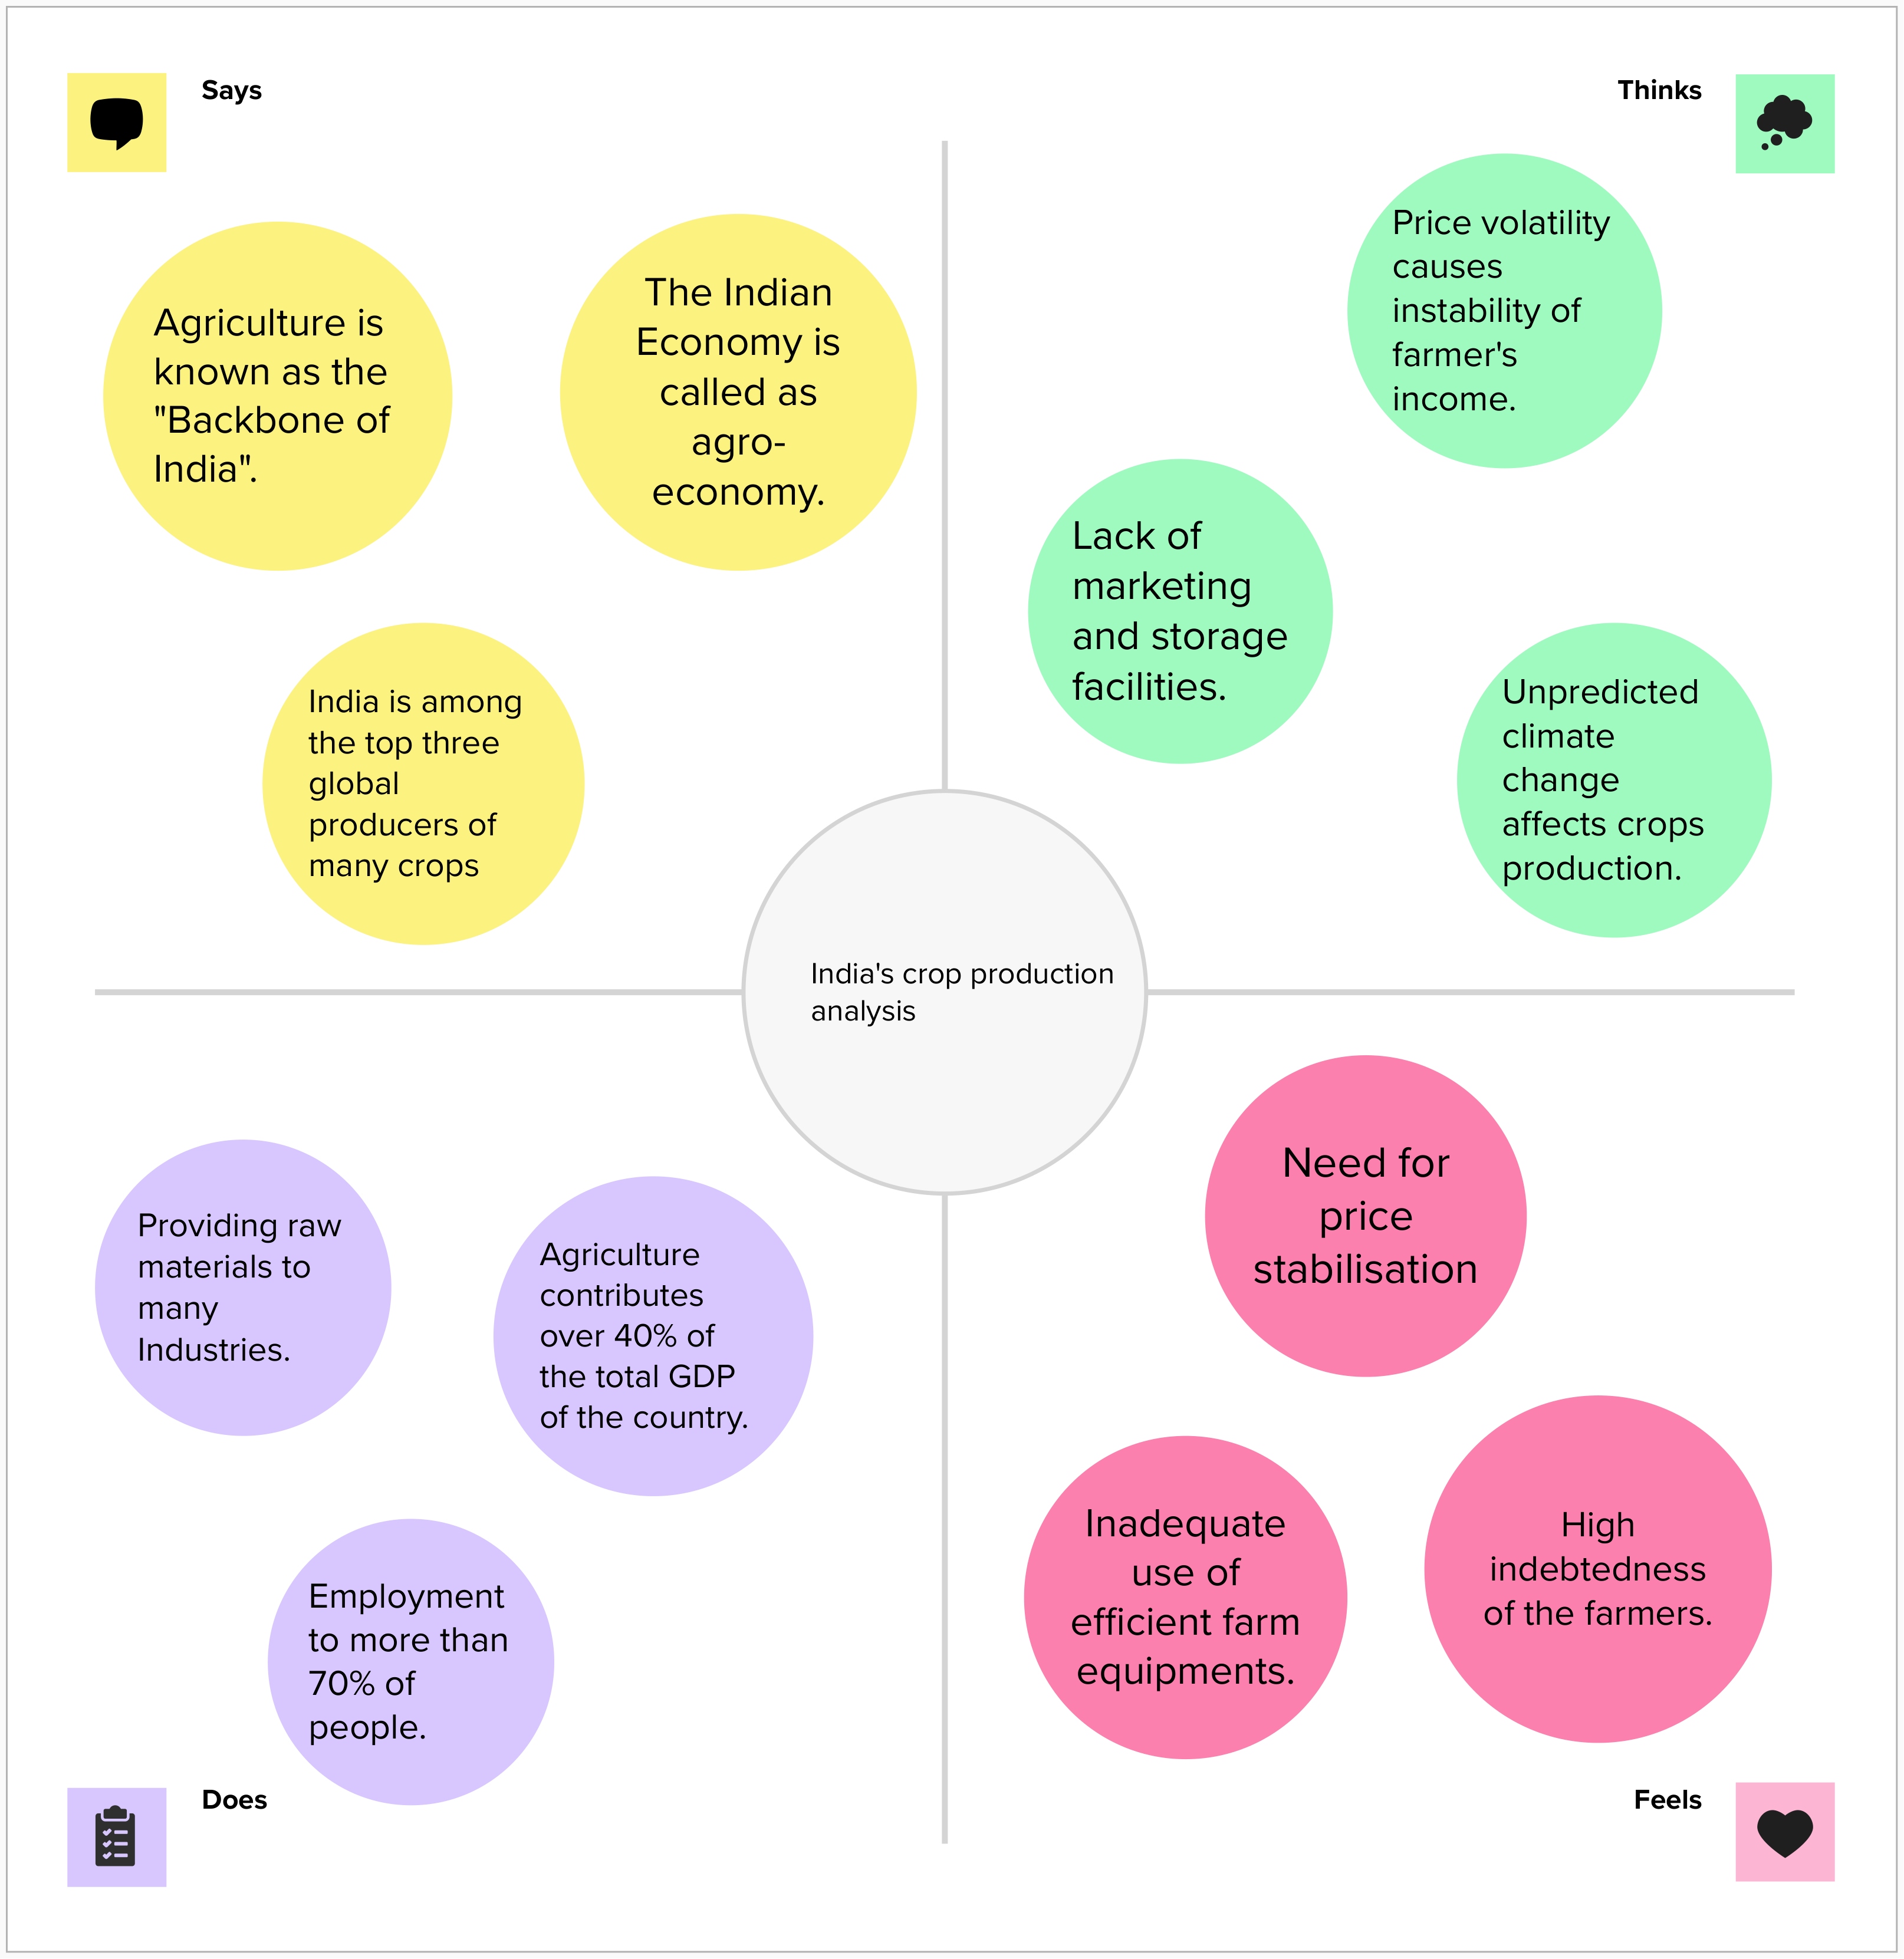 Says
Agriculture is
known as the
"Backbone of
India".
The Indian
Economy is
called as
agro-
economy.
India is among
the top three
global
producers of
many crops
Thinks
Price volatility
causes
instability of
farmer's
income.
Lack of
marketing
and storage
facilities.
Unpredicted
climate
change
affects crops
production.
India's crop production
analysis
Providing raw
materials to
many
Industries.
Agriculture
contributes
over 40% of
the total GDP
of the country.
Employment
to more than
70% of
people.
Does
Need for
price
stabilisation
Inadequate
use of
efficient farm
equipments.
High
indebtedness
of the farmers.
Feels